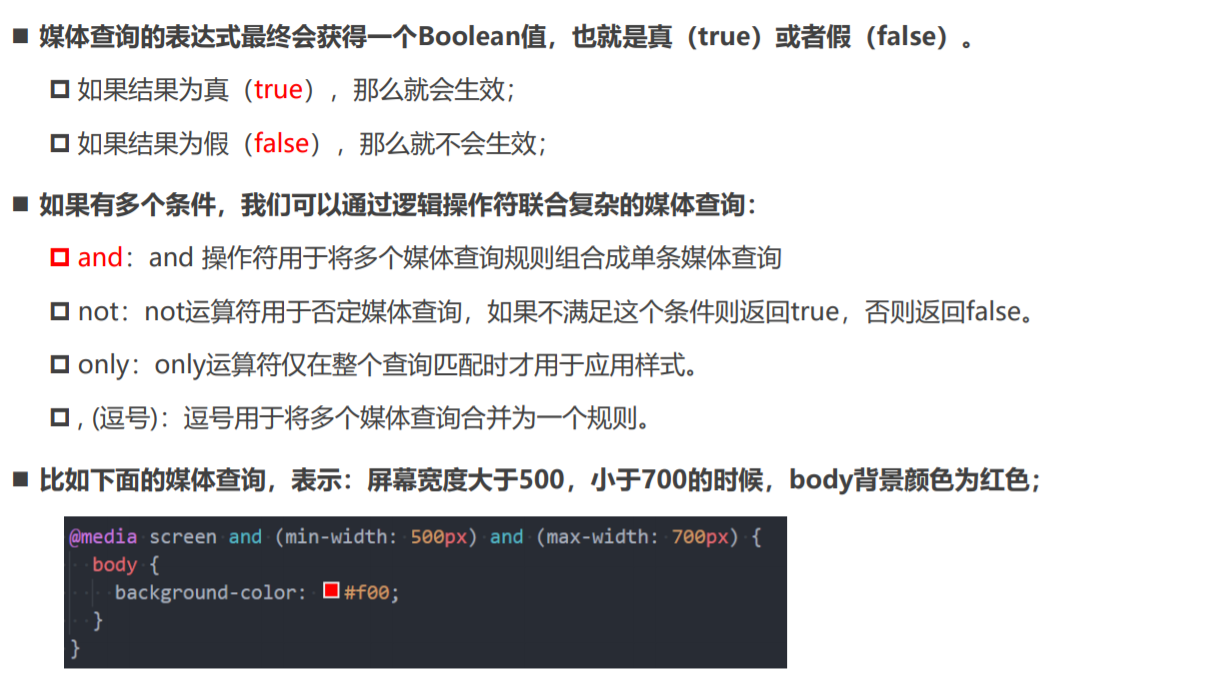 ■ 媒体查询的表达式最终会获得一个Boolean值，也就是真（true）或者假（false）。
如果结果为真（true），那么就会生效；
如果结果为假（false），那么就不会生效；
■ 如果有多个条件，我们可以通过逻辑操作符联合复杂的媒体查询：
and：and 操作符用于将多个媒体查询规则组合成单条媒体查询
not：not运算符用于否定媒体查询，如果不满足这个条件则返回true，否则返回false。
only：only运算符仅在整个查询匹配时才用于应用样式。
, (逗号)：逗号用于将多个媒体查询合并为一个规则。
■ 比如下面的媒体查询，表示：屏幕宽度大于500，小于700的时候，body背景颜色为红色；
@media screen and (min-width: 500px) and (max-width: 700px) {
body {
background-color: #f00;
}
}